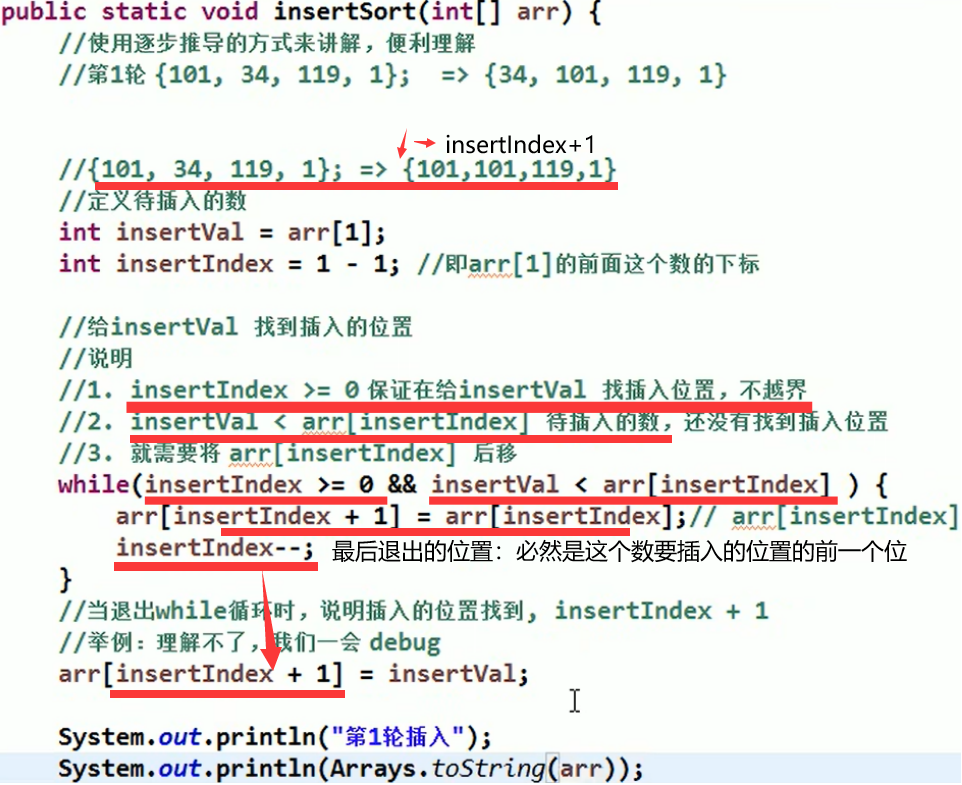 public static void insertSort(int[] arr) {
//使用逐步推导的方式来讲解，便利理解
//第1轮 {101, 34, 119, 1};  => {34, 101, 119, 1}
insertIndex+1
//{101, 34, 119, 1}; => {101,101,119,1}
//定义待插入的数
int insertVal = arr[1];
int insertIndex = 1 - 1; //即arr[1]的前面这个数的下标
//给insertVal 找到插入的位置
//说明
//1. insertIndex >= 0 保证在给insertVal 找插入位置，不越界
//2. insertVal < arr[insertIndex] 待插入的数，还没有找到插入位置
//3. 就需要将 arr[insertIndex] 后移
while(insertIndex >= 0 && insertVal < arr[insertIndex] ) {
arr[insertIndex + 1] = arr[insertIndex];// arr[insertIndex]
insertIndex--; 最后退出的位置：必然是这个数要插入的位置的前一个位
}
//当退出while循环时，说明插入的位置找到, insertIndex + 1
//举例：理解不了，我们一会 debug
arr[insertIndex + 1] = insertVal;
System.out.println("第1轮插入");
System.out.println(Arrays.toString(arr));